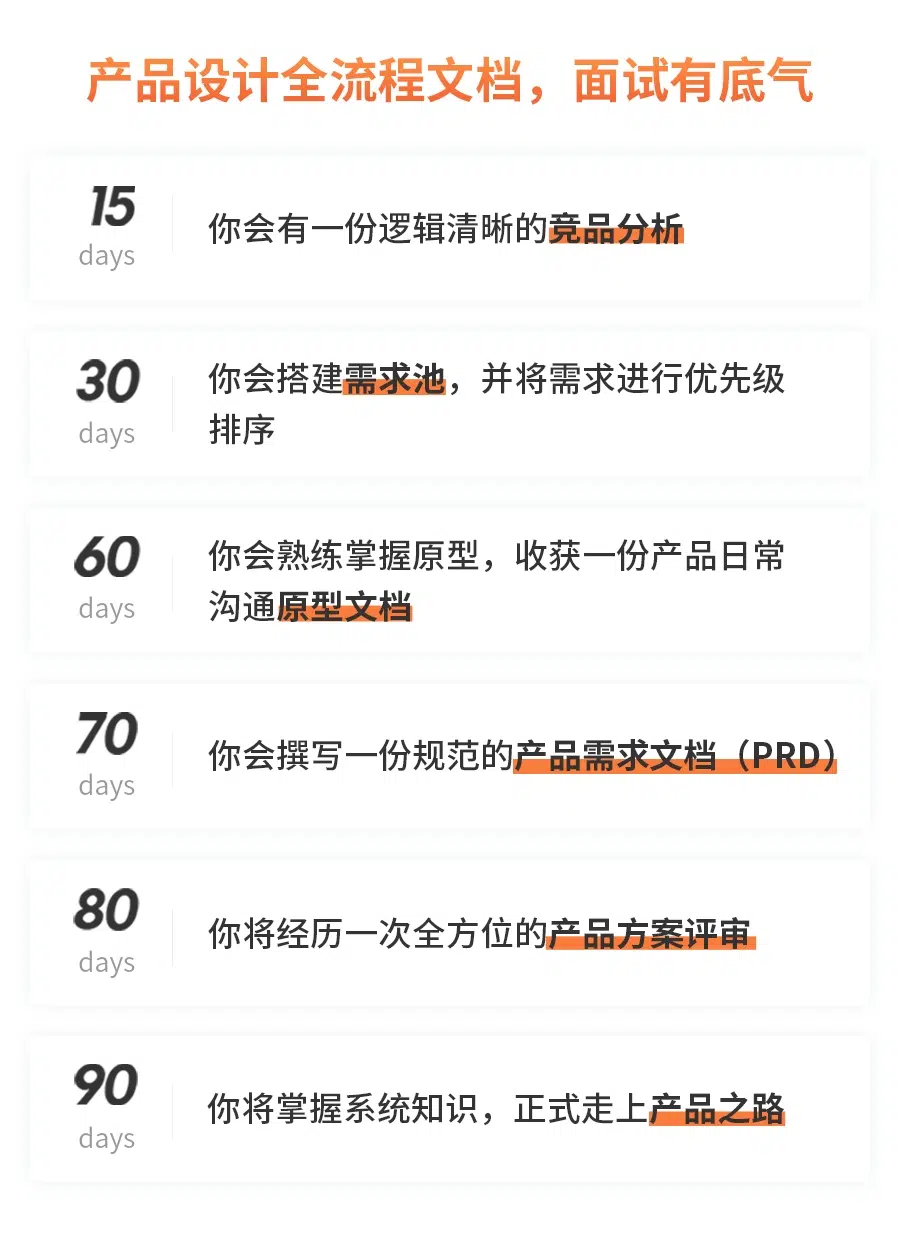 产品设计全流程文档，面试有底气
15
days
你会有一份逻辑清晰的竞品分析
30
days
你会搭建需求池，并将需求进行优先级
排序
60
days
你会熟练掌握原型，收获一份产品日常
沟通原型文档
70
days
你会撰写一份规范的产品需求文档（PRD）
80
days
你将经历一次全方位的产品方案评审
90
days
你将掌握系统知识，正式走上产品之路